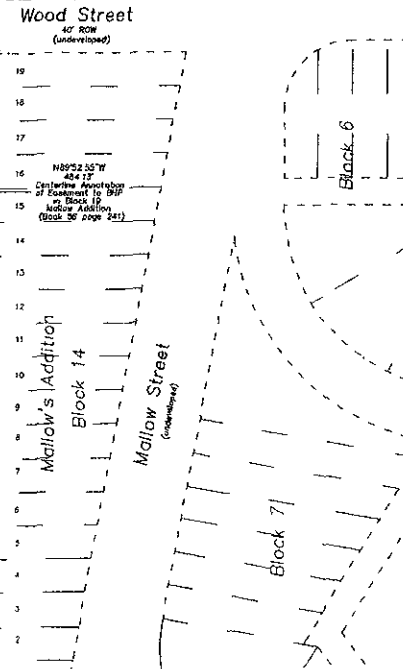 Wood Street
40' ROW
(undeveloped)
19
18
17
16
N89°52'55"W
484.13'
Centerline Annotation
of Easement to BHP
in Block 19
Mallow Addition
(Book 56 page 241)
15
14
13
12
11
10
9
8
7
6
5
4
3
2
Mallow's Addition
Block 14
Mallow Street
(undeveloped)
Block 6
Block 7